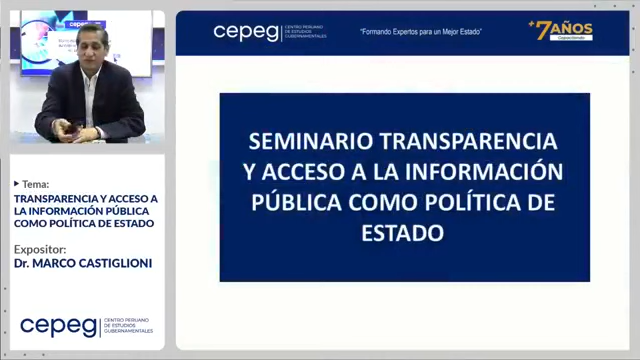 cepeg
CENTRO PERUANO
DE ESTUDIOS
GUBERNAMENTALES
"Formando Expertos para un Mejor Estado"
+7 AÑOS
SEMINARIO TRANSPARENCIA
Y ACCESO A LA INFORMACIÓN
PÚBLICA COMO POLÍTICA DE
ESTADO
Tema:
TRANSPARENCIA Y ACCESO A
LA INFORMACIÓN PÚBLICA
COMO POLÍTICA DE ESTADO
Expositor:
Dr. MARCO CASTIGLIONI
cepeg
CENTRO PERUANO
DE ESTUDIOS
GUBERNAMENTALES